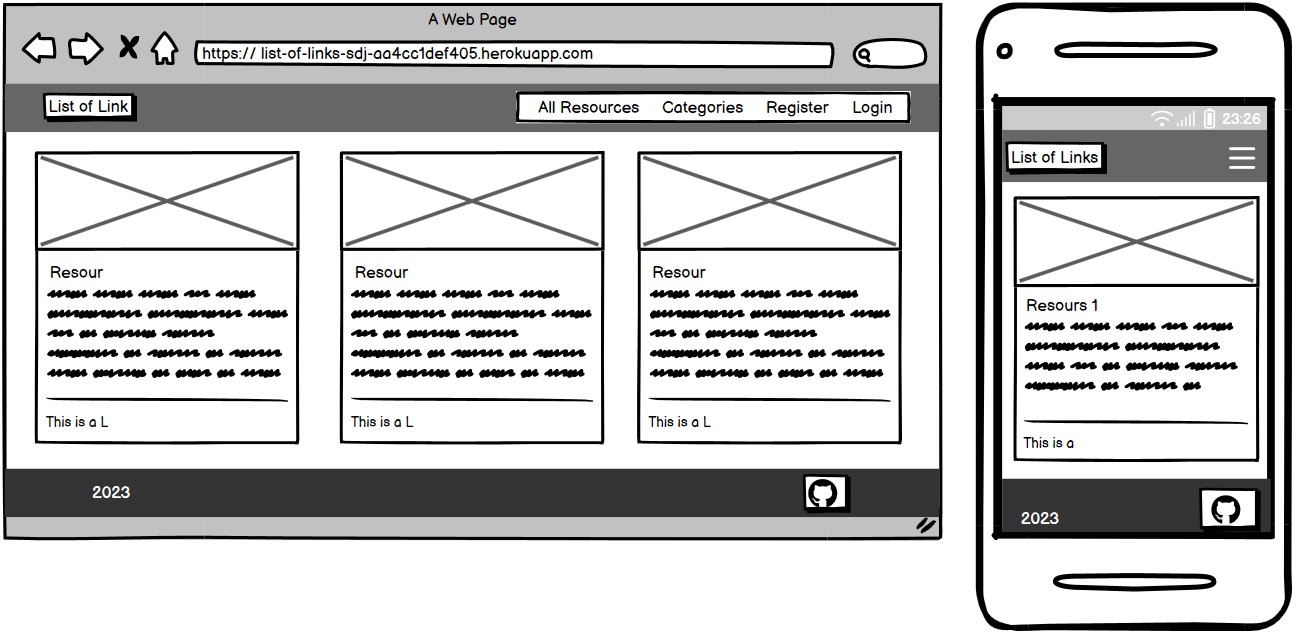 A Web Page
https:// list-of-links-sdj-aa4cc1def405.herokuapp.com
List of Link
All Resources Categories Register Login
Resour
This is a L
Resour
This is a L
Resour
This is a L
2023
23:26
List of Links
Resours 1
This is a
2023